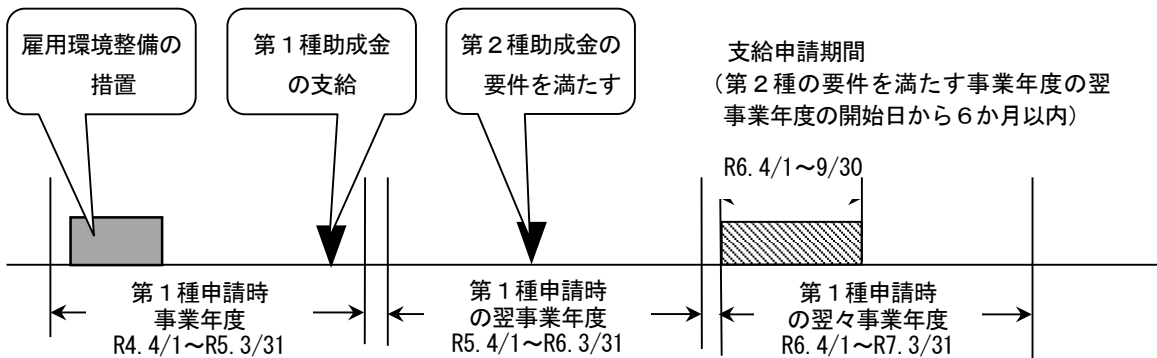 雇用環境整備の
措置
第１種助成金
の支給
第２種助成金の
要件を満たす
支給申請期間
（第２種の要件を満たす事業年度の翌
事業年度の開始日から６か月以内）
R6. 4/1～9/30
第１種申請時
事業年度
R4. 4/1～R5. 3/31
第１種申請時
の翌事業年度
R5. 4/1～R6. 3/31
第１種申請時
の翌々事業年度
R6. 4/1～R7. 3/31